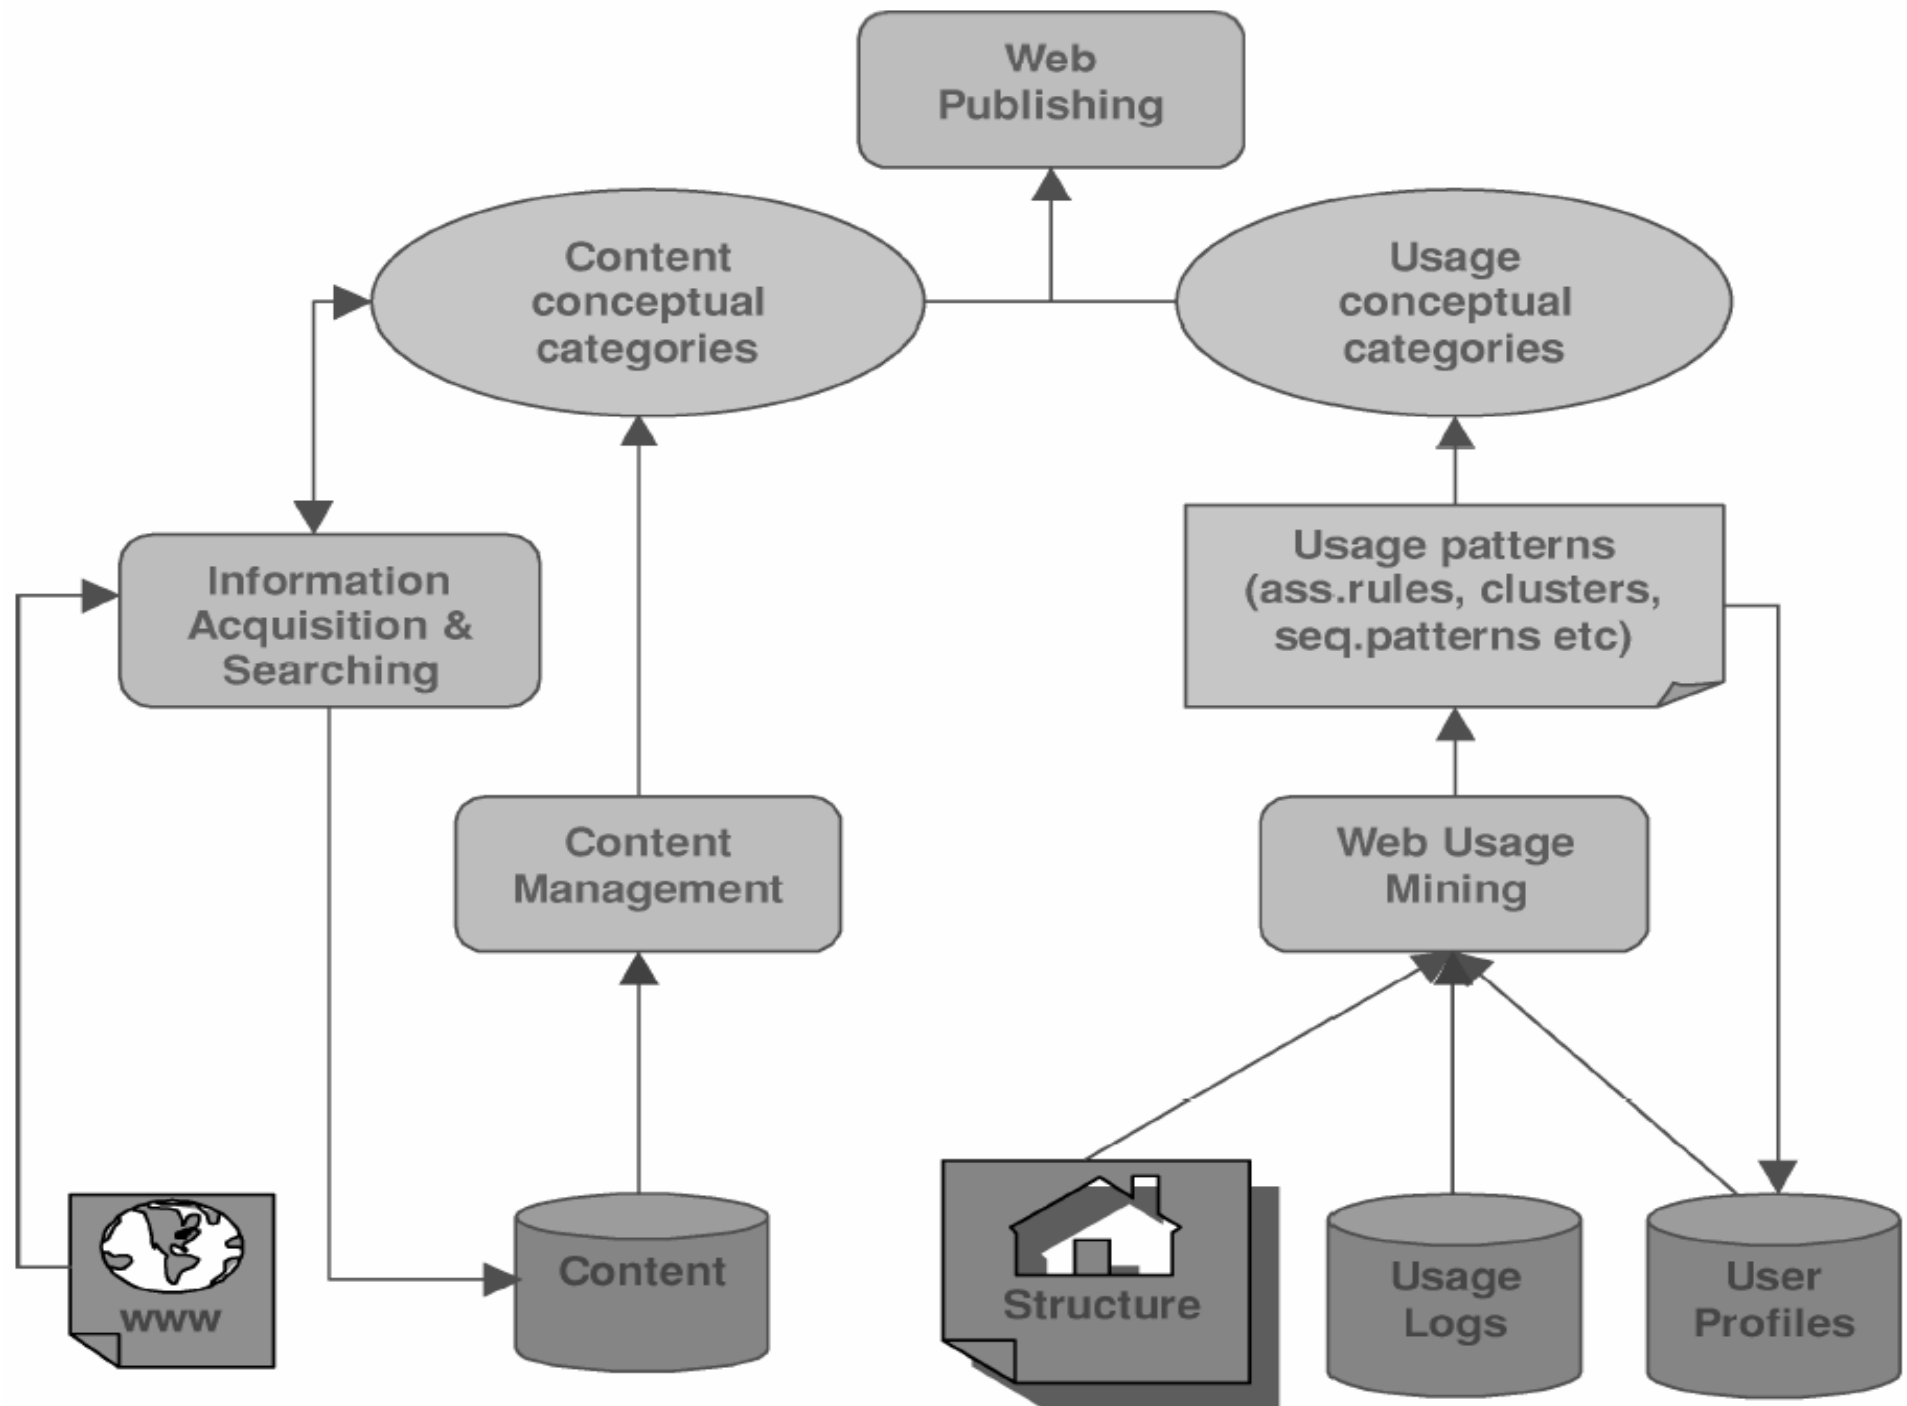 Web
Publishing
Content
conceptual
categories
Usage
conceptual
categories
Information
Acquisition &
Searching
Usage patterns
(ass.rules, clusters,
seq.patterns etc)
Content
Management
Web Usage
Mining
www
Content
Structure
Usage
Logs
User
Profiles